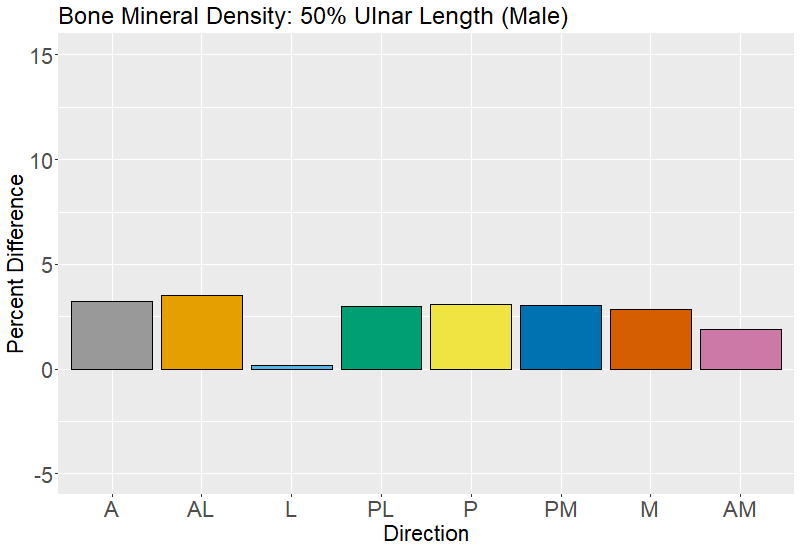 Bone Mineral Density: 50% Ulnar Length (Male)
Percent Difference
15
10
5
0
-5
A AL L PL P PM M AM
Direction